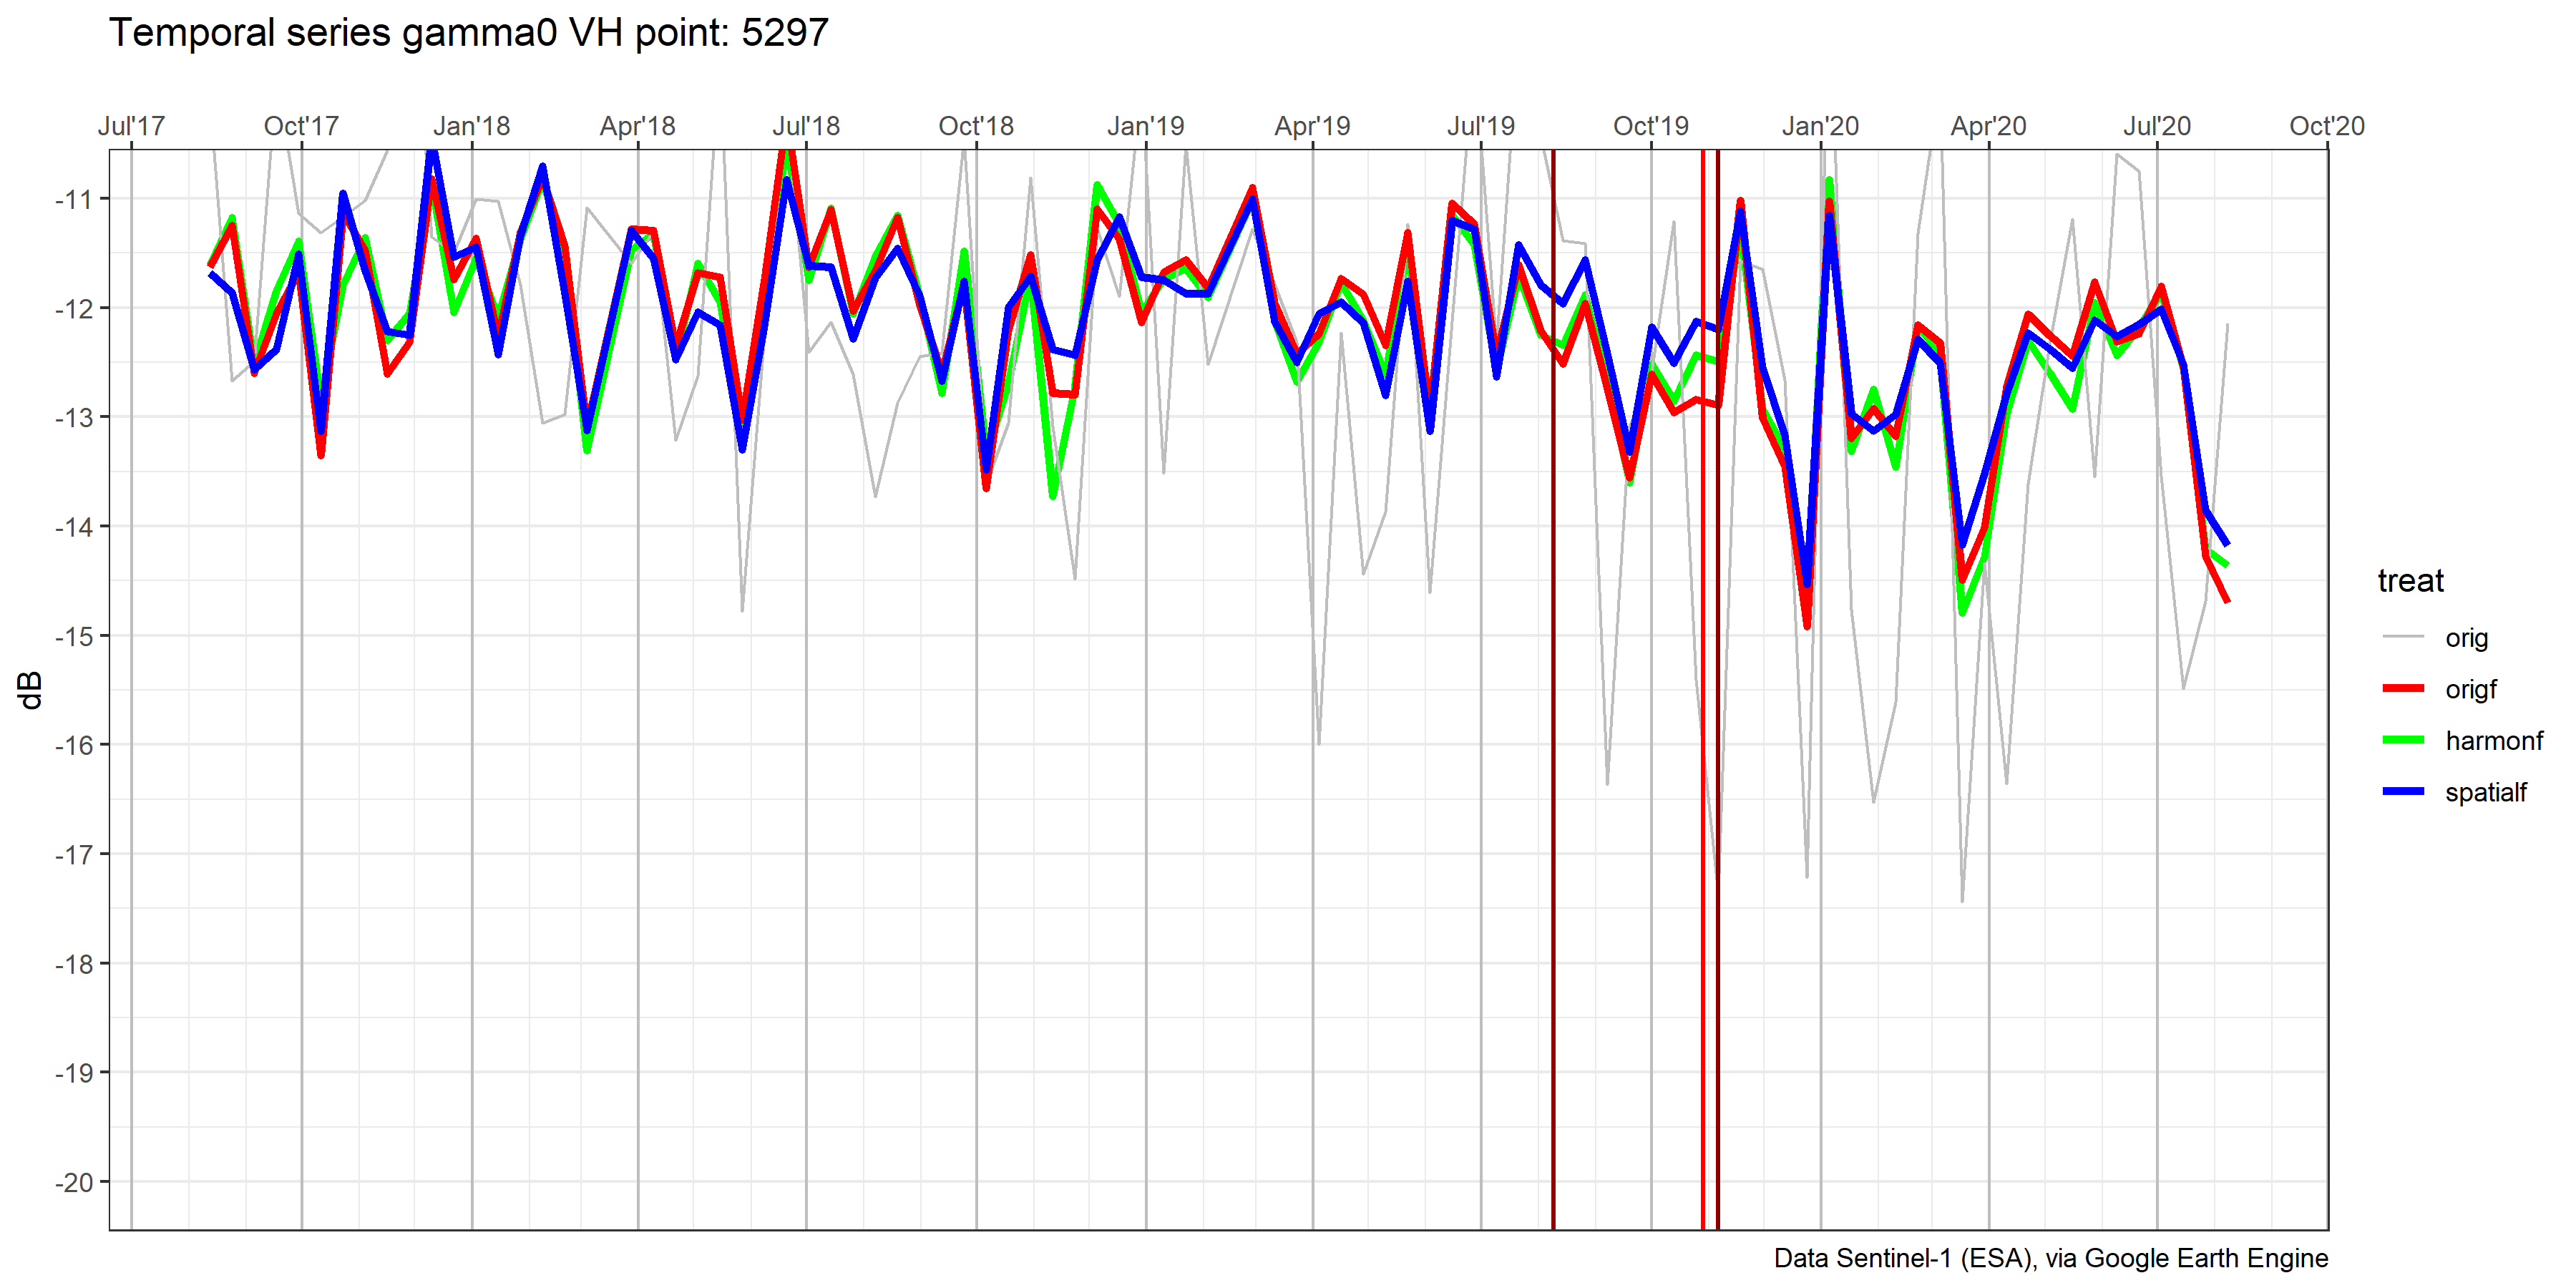 Temporal series gamma0 VH point: 5297
Jul'17 Oct'17 Jan'18 Apr'18 Jul'18 Oct'18 Jan'19 Apr'19 Jul'19 Oct'19 Jan'20 Apr'20 Jul'20 Oct'20
-11
-12
-13
-14
-15
-16
-17
-18
-19
-20
dB
treat
orig
origf
harmonf
spatialf
Data Sentinel-1 (ESA), via Google Earth Engine